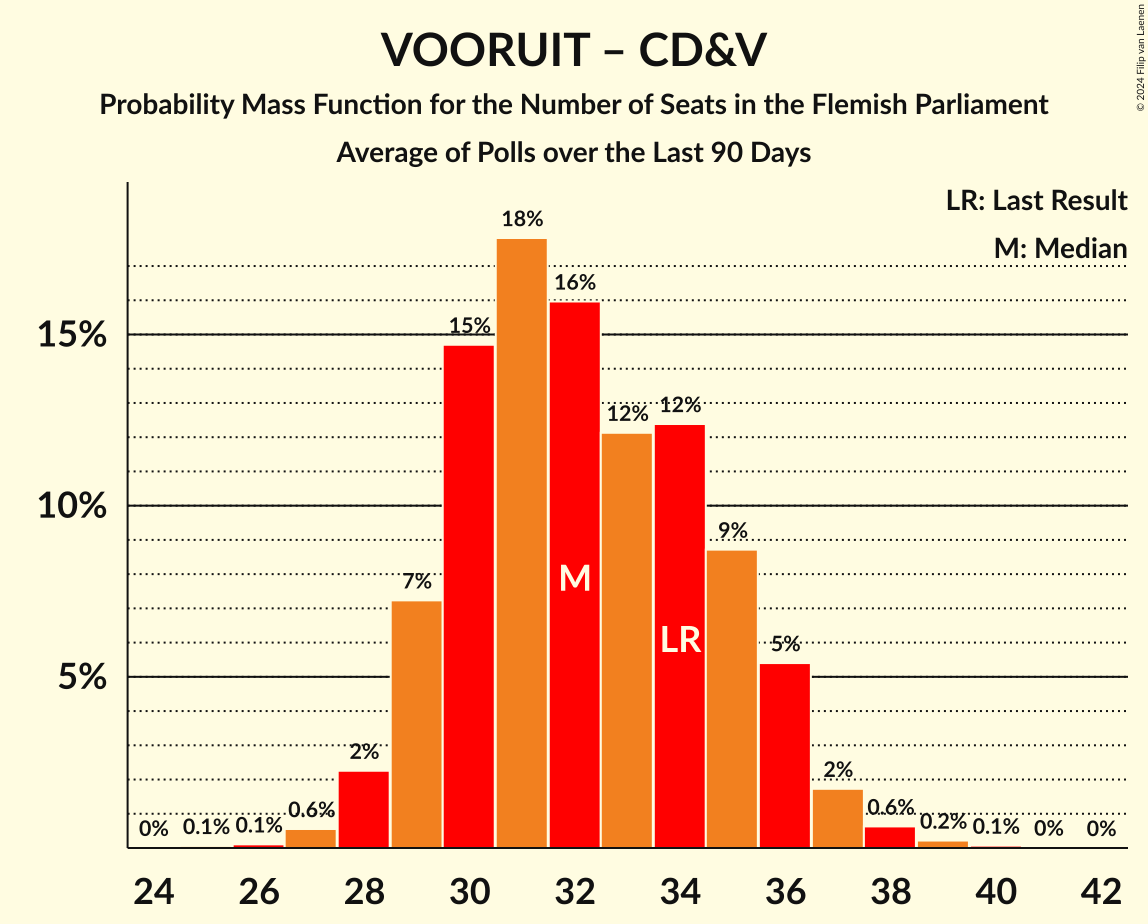 VOORUIT – CD&V
Probability Mass Function for the Number of Seats in the Flemish Parliament
Average of Polls over the Last 90 Days
© 2024 Filip van Laenen
LR: Last Result
M: Median
15%
10%
5%
0%
0.1%
0.1%
0.6%
2%
7%
15%
18%
16%
12%
12%
9%
5%
2%
0.6%
0.2%
0.1%
0%
0%
M
LR
24 26 28 30 32 34 36 38 40 42